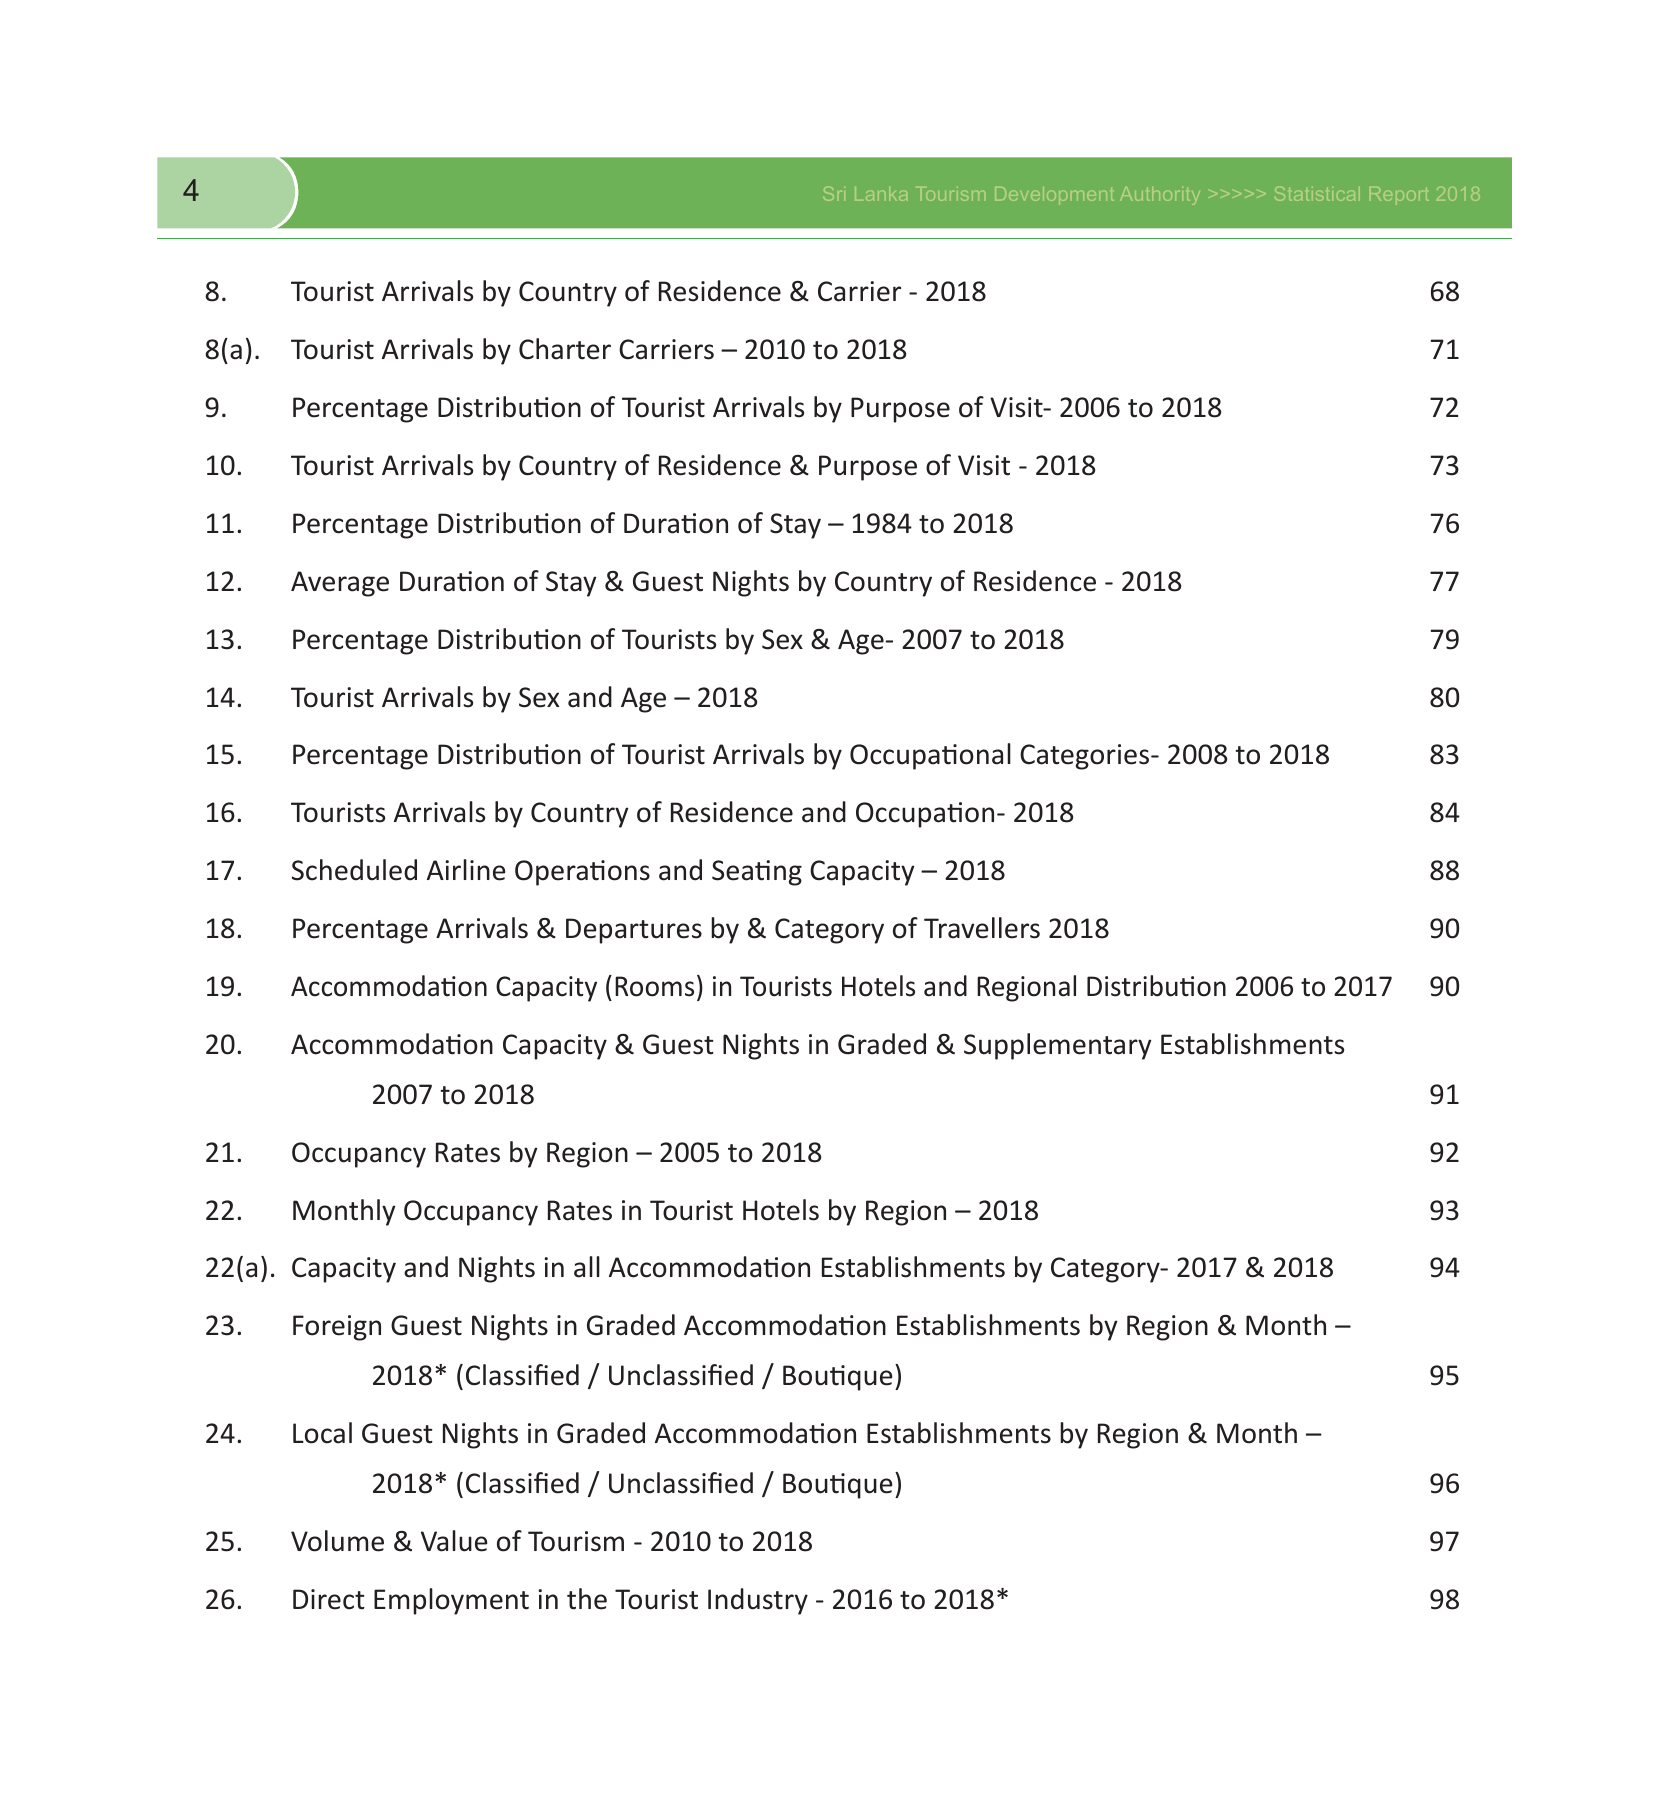 4
Sri Lanka Tourism Development Authority >>>>> Statistical Report 2018
8. Tourist Arrivals by Country of Residence & Carrier - 2018 68
8(a). Tourist Arrivals by Charter Carriers – 2010 to 2018 71
9. Percentage Distribution of Tourist Arrivals by Purpose of Visit- 2006 to 2018 72
10. Tourist Arrivals by Country of Residence & Purpose of Visit - 2018 73
11. Percentage Distribution of Duration of Stay – 1984 to 2018 76
12. Average Duration of Stay & Guest Nights by Country of Residence - 2018 77
13. Percentage Distribution of Tourists by Sex & Age- 2007 to 2018 79
14. Tourist Arrivals by Sex and Age – 2018 80
15. Percentage Distribution of Tourist Arrivals by Occupational Categories- 2008 to 2018 83
16. Tourists Arrivals by Country of Residence and Occupation- 2018 84
17. Scheduled Airline Operations and Seating Capacity – 2018 88
18. Percentage Arrivals & Departures by & Category of Travellers 2018 90
19. Accommodation Capacity (Rooms) in Tourists Hotels and Regional Distribution 2006 to 2017 90
20. Accommodation Capacity & Guest Nights in Graded & Supplementary Establishments
2007 to 2018 91
21. Occupancy Rates by Region – 2005 to 2018 92
22. Monthly Occupancy Rates in Tourist Hotels by Region – 2018 93
22(a). Capacity and Nights in all Accommodation Establishments by Category- 2017 & 2018 94
23. Foreign Guest Nights in Graded Accommodation Establishments by Region & Month –
2018* (Classified / Unclassified / Boutique) 95
24. Local Guest Nights in Graded Accommodation Establishments by Region & Month –
2018* (Classified / Unclassified / Boutique) 96
25. Volume & Value of Tourism - 2010 to 2018 97
26. Direct Employment in the Tourist Industry - 2016 to 2018* 98